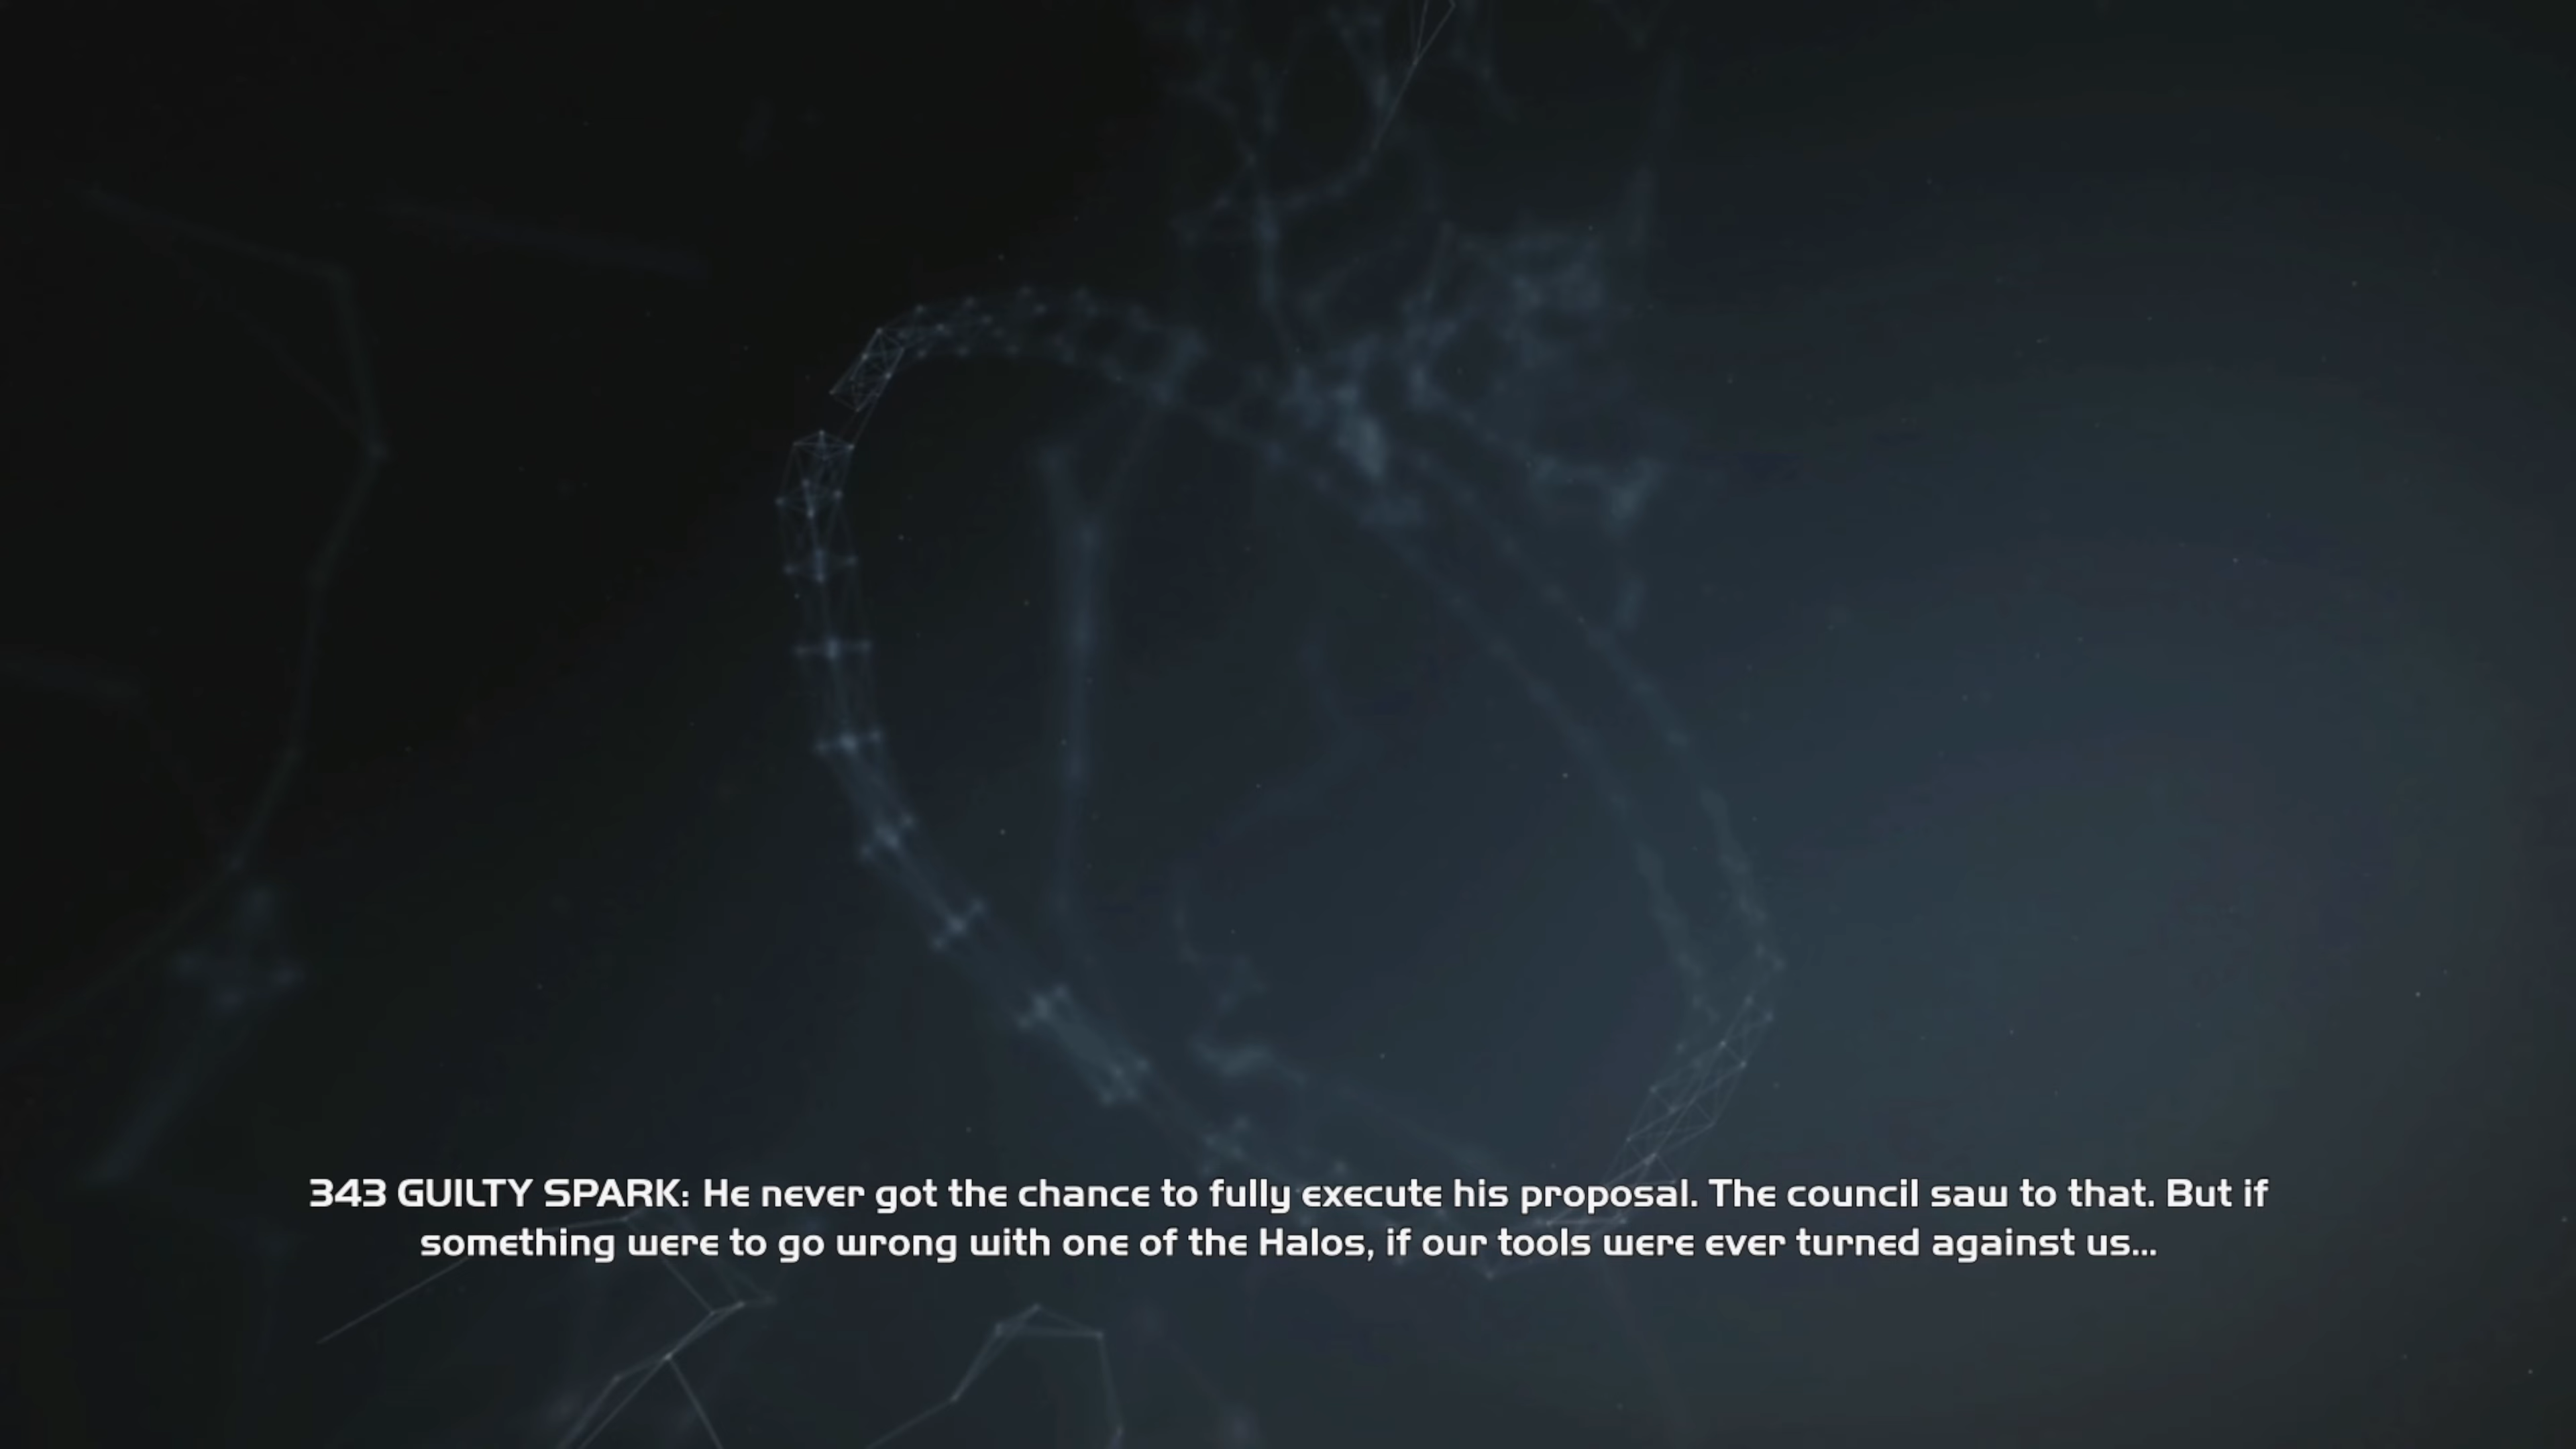 343 GUILTY SPARK: He never got the chance to fully execute his proposal. The council saw to that. But if
something were to go wrong with one of the Halos, if our tools were ever turned against us...